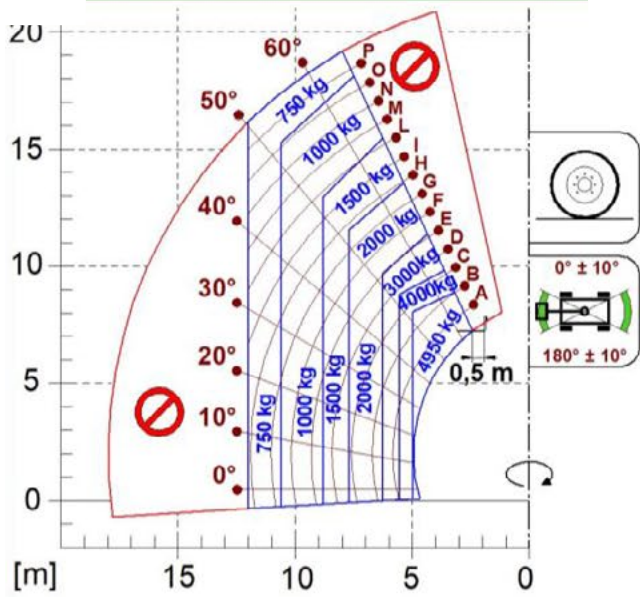 20
15
10
5
0
[m]
15
10
5
0
60°
50°
40°
30°
20°
10°
0°
P
O
N
M
L
I
H
G
F
E
D
C
B
A
750 kg
1000 kg
1500 kg
2000 kg
3000kg
4000kg
4950 kg
750 kg
1000 kg
1500 kg
2000 kg
0,5 m
0° ± 10°
180° ± 10°